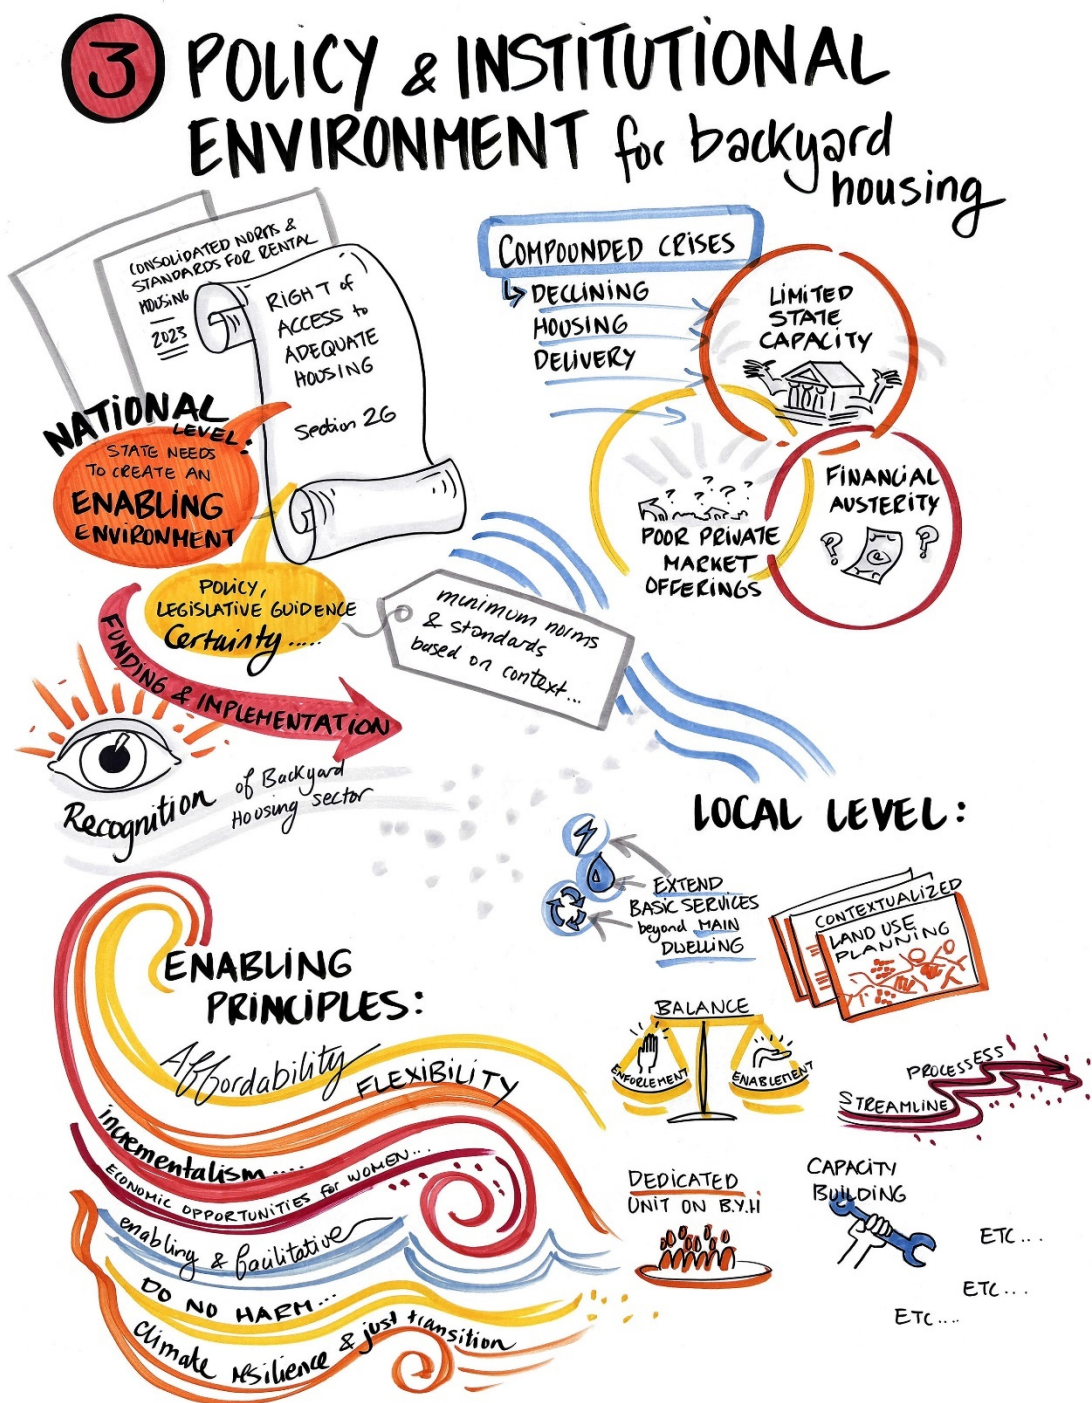 3
POLICY & INSTITUTIONAL
ENVIRONMENT for backyard
housing
CONSOLIDATED NORMS &
STANDARDS FOR RENTAL
HOUSING
2023
RIGHT of
ACCESS to
ADEQUATE
HOUSING
Section 26
NATIONAL
LEVEL:
STATE NEEDS
TO CREATE AN
ENABLING
ENVIRONMENT
POLICY,
LEGISLATIVE GUIDENCE
Certainty.....
minimum norms
& standards
based on context...
FUNDING & IMPLEMENTATION
Recognition of Backyard
Housing sector
COMPOUNDED CRISES
DECLINING
HOUSING
DELIVERY
LIMITED
STATE
CAPACITY
POOR PRIVATE
MARKET
OFFERINGS
? ? ? ? ?
FINANCIAL
AUSTERITY
? ?
LOCAL LEVEL:
EXTEND
BASIC SERVICES
beyond MAIN
DWELLING
CONTEXTUALIZED
LAND USE
PLANNING
BALANCE
ENFORLEMENT
ENABLEMENT
STREAMLINE
PROCESSESS
DEDICATED
UNIT ON B.Y.H
CAPACITY
BUILDING
ETC...
ETC...
ETC....
ENABLING
PRINCIPLES:
Affordability
FLEXIBILITY
incrementalism....
ECONOMIC OPPORTUNITIES for WOMEN...
enabling & facilitative
DO NO HARM...
Climate resilience & just transition